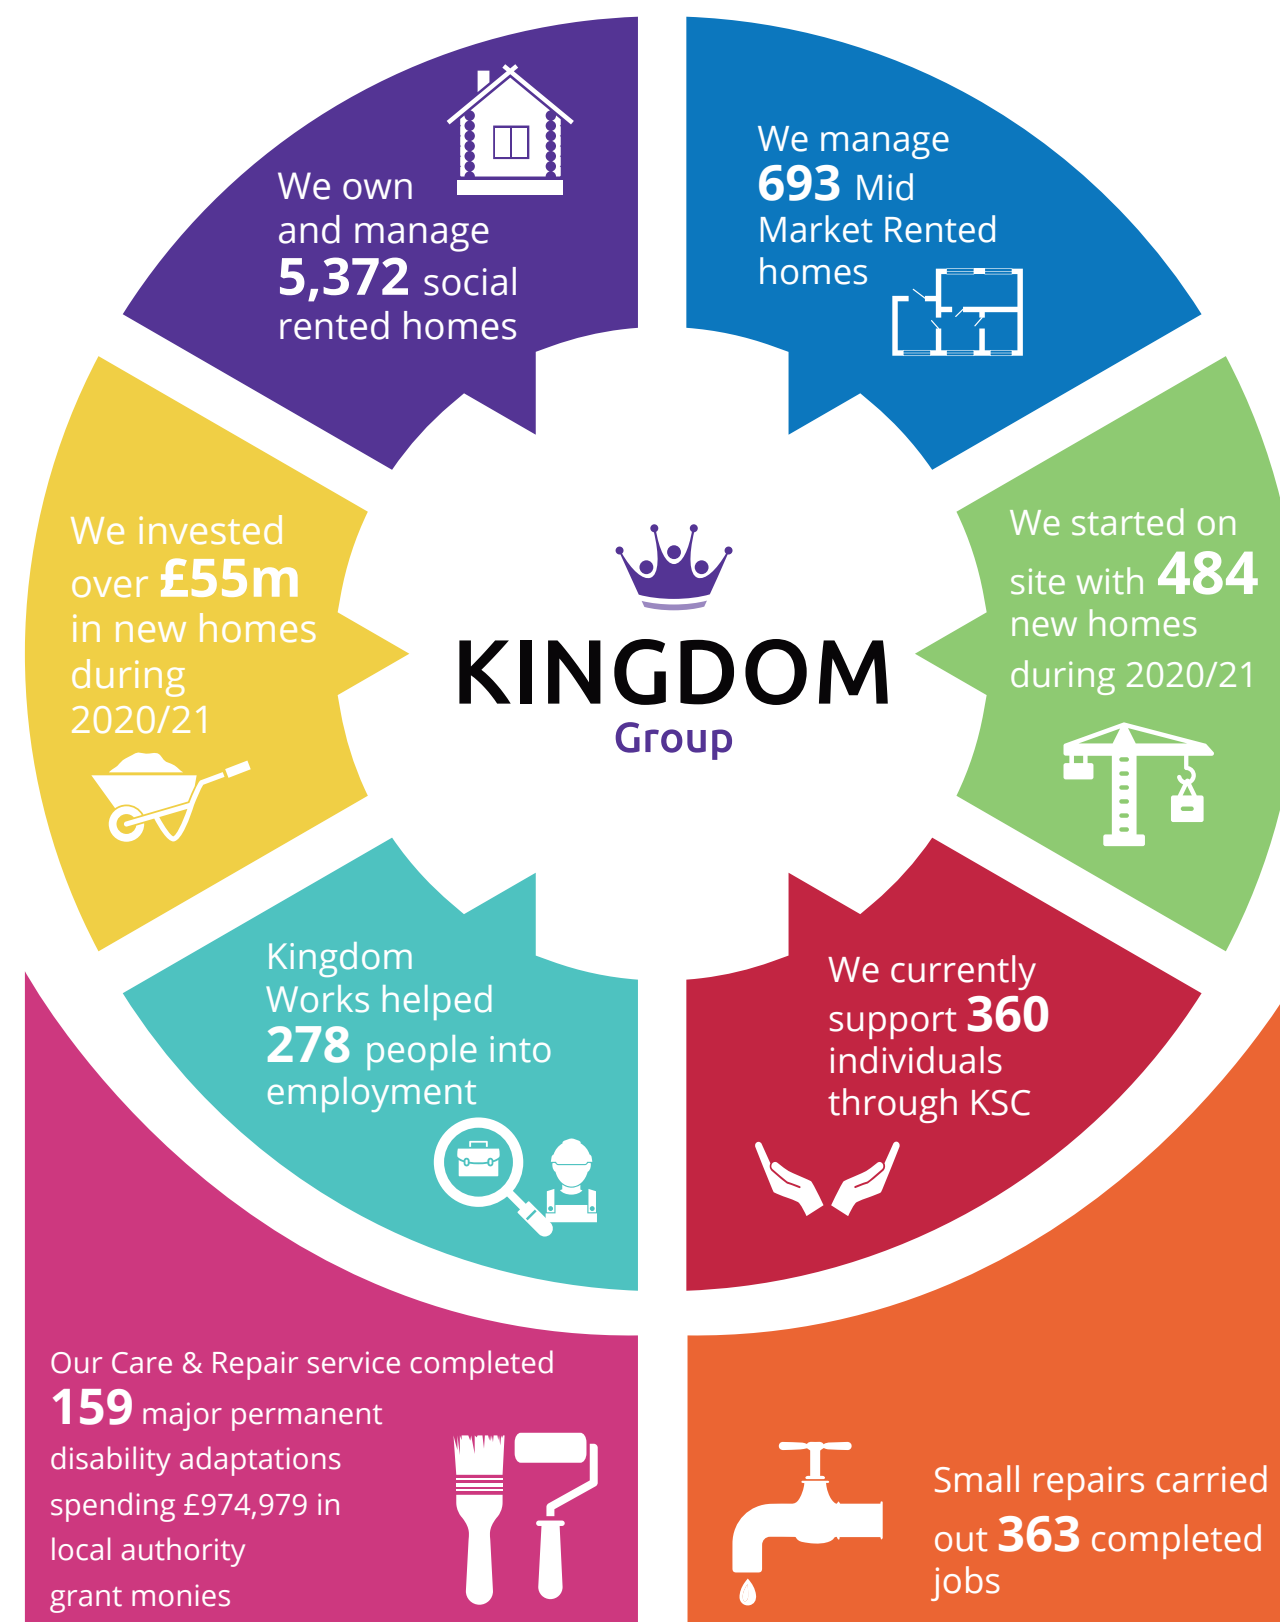 We own
and manage
5,372 social
rented homes
We manage
693 Mid
Market Rented
homes
We invested
over £55m
in new homes
during
2020/21
KINGDOM
Group
We started on
site with 484
new homes
during 2020/21
Kingdom
Works helped
278 people into
employment
We currently
support 360
individuals
through KSC
Our Care & Repair service completed
159 major permanent
disability adaptations
spending £974,979 in
local authority
grant monies
Small repairs carried
out 363 completed
jobs